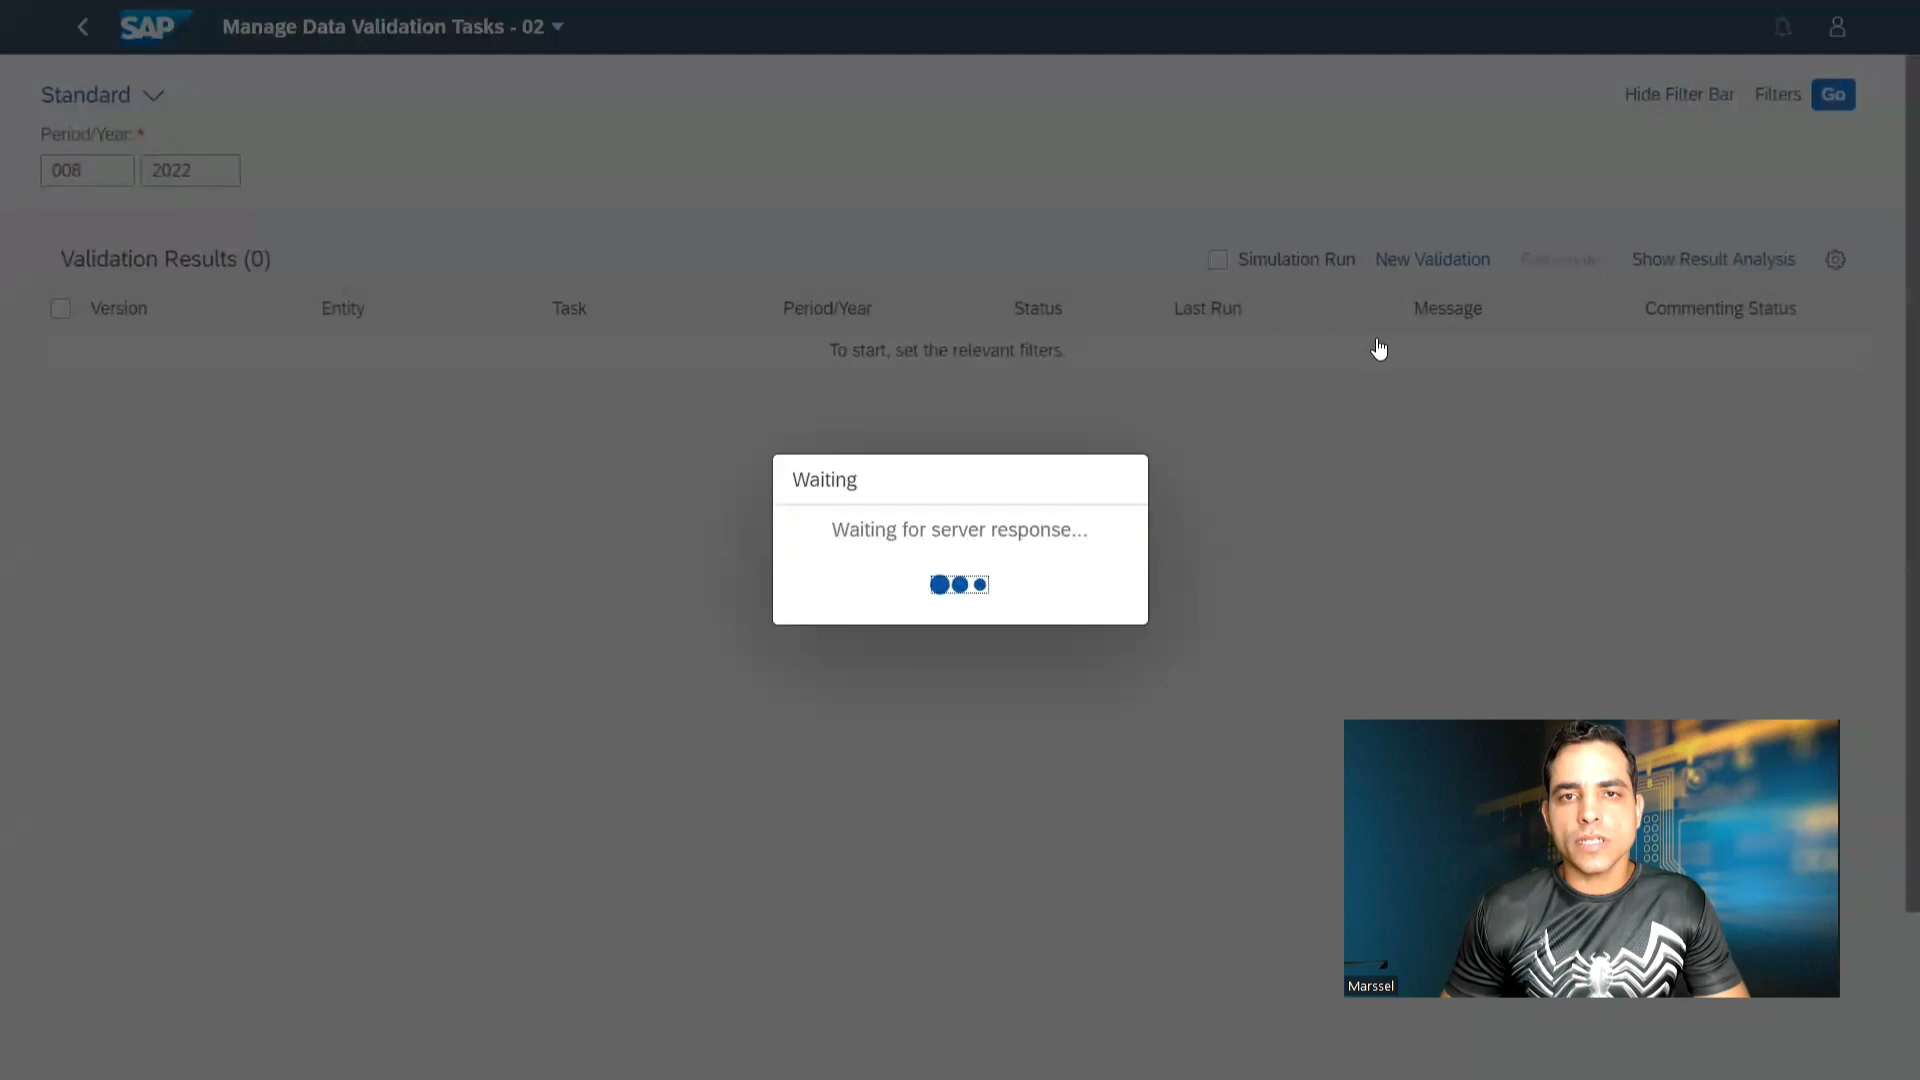 SAP Manage Data Validation Tasks - 02
Standard
Hide Filter Bar Filters Go
Period/Year: *
008 2022
Validation Results (0)
Simulation Run New Validation Show Result Analysis
Version Entity Task Period/Year Status Last Run Message Commenting Status
To start, set the relevant filters.
Waiting
Waiting for server response...
Marssel